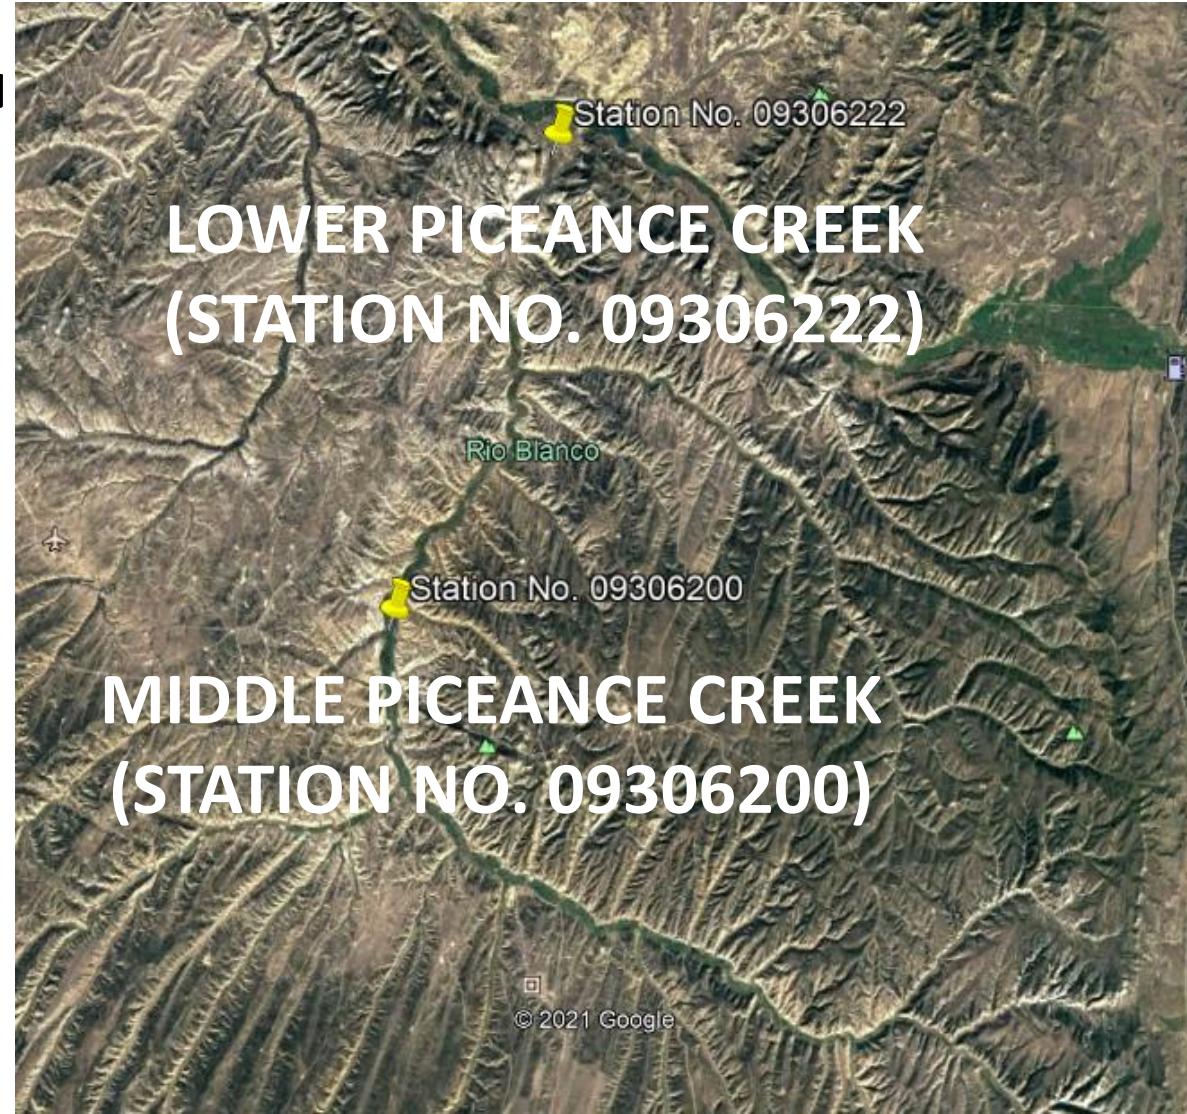 Station No. 09306222
LOWER PICEANCE CREEK
(STATION NO. 09306222)
Rio Blanco
Station No. 09306200
MIDDLE PICEANCE CREEK
(STATION NO. 09306200)
© 2021 Google